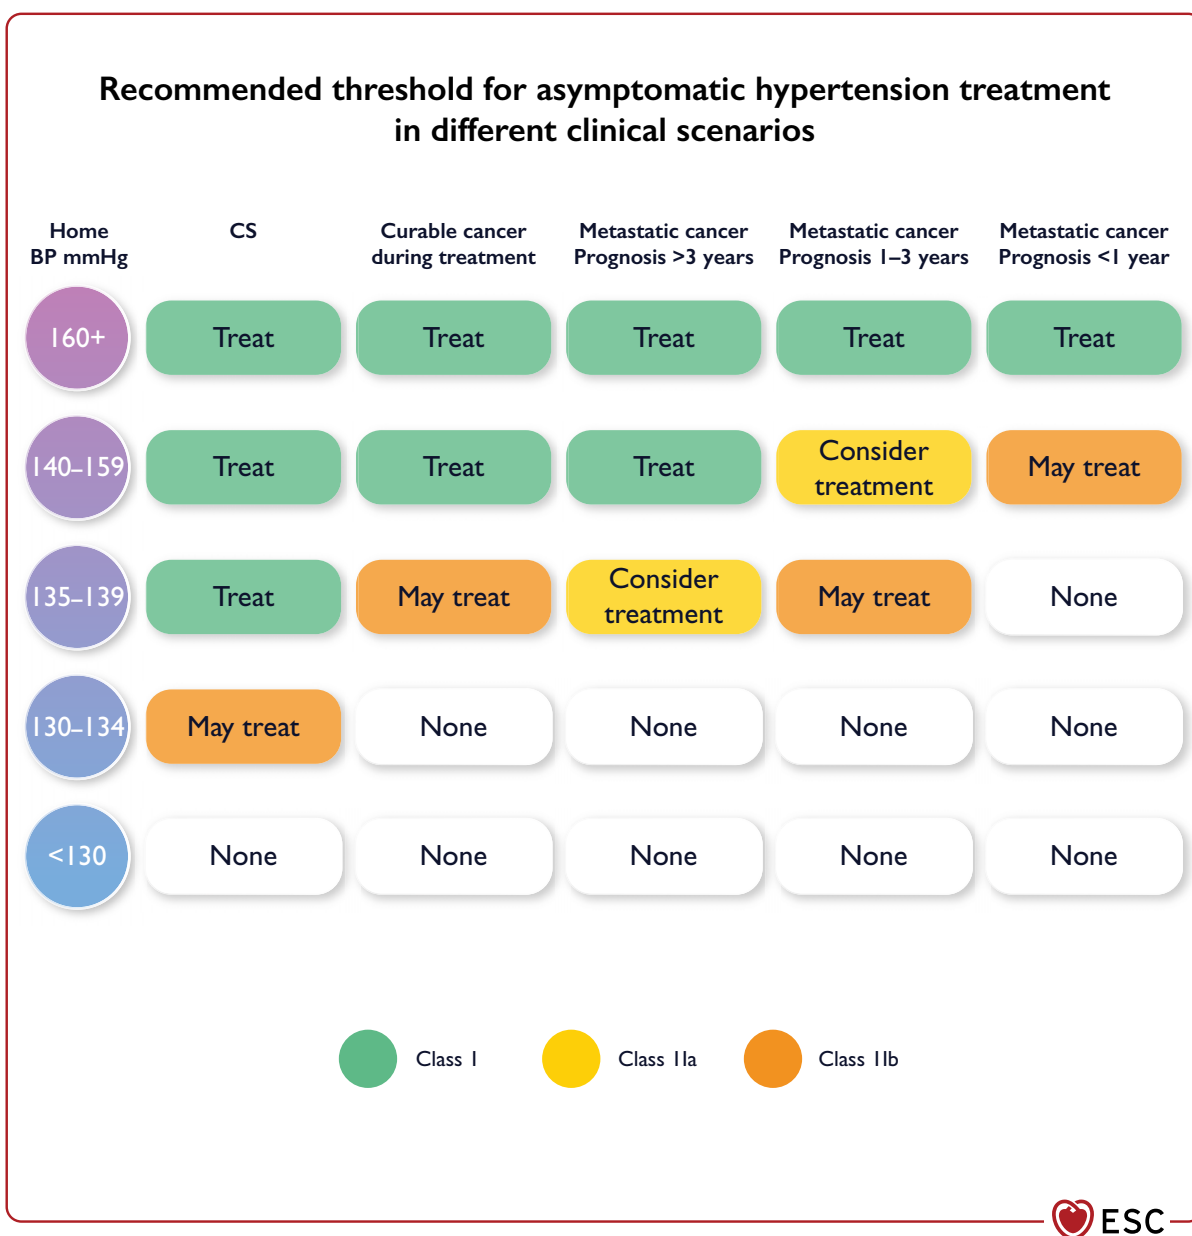 Recommended threshold for asymptomatic hypertension treatment
in different clinical scenarios
Home
BP mmHg
CS
Curable cancer
during treatment
Metastatic cancer
Prognosis >3 years
Metastatic cancer
Prognosis 1–3 years
Metastatic cancer
Prognosis <1 year
160+
Treat
Treat
Treat
Treat
Treat
140–159
Treat
Treat
Treat
Consider
treatment
May treat
135–139
Treat
May treat
Consider
treatment
May treat
None
130–134
May treat
None
None
None
None
<130
None
None
None
None
None
Class 1
Class 11a
Class 11b
ESC